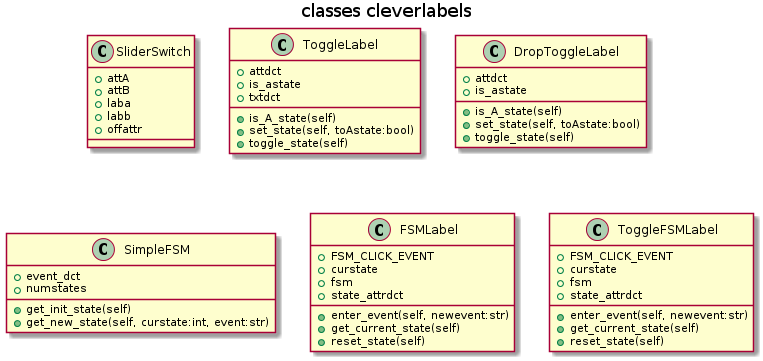 classes cleverlabels
C SliderSwitch
attA
attB
laba
labb
offattr
C ToggleLabel
attdct
is_astate
txtdct
is_A_state(self)
set_state(self, toAstate:bool)
toggle_state(self)
C DropToggleLabel
attdct
is_astate
is_A_state(self)
set_state(self, toAstate:bool)
toggle_state(self)
C SimpleFSM
event_dct
numstates
get_init_state(self)
get_new_state(self, curstate:int, event:str)
C FSMLabel
FSM_CLICK_EVENT
curstate
fsm
state_attrdct
enter_event(self, newevent:str)
get_current_state(self)
reset_state(self)
C ToggleFSMLabel
FSM_CLICK_EVENT
curstate
fsm
state_attrdct
enter_event(self, newevent:str)
get_current_state(self)
reset_state(self)